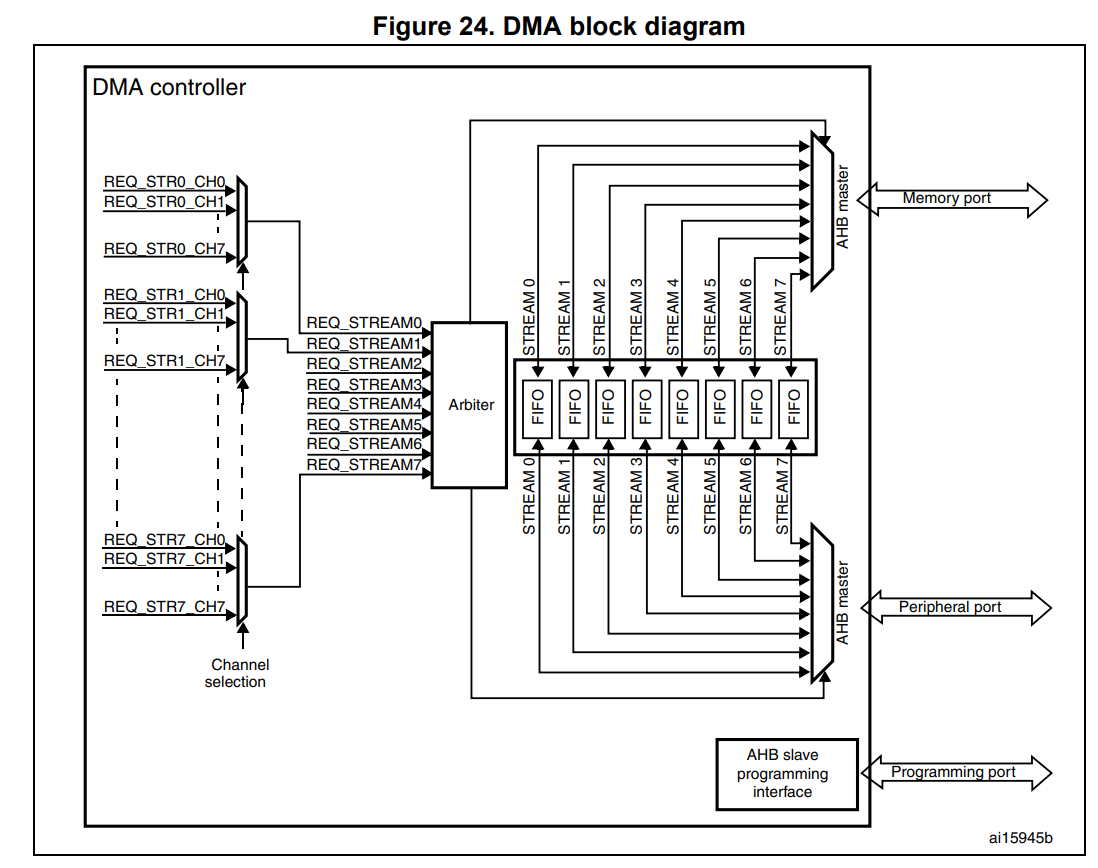 Figure 24. DMA block diagram
DMA controller
REQ_STR0_CH0
REQ_STR0_CH1
REQ_STR0_CH7
REQ_STR1_CH0
REQ_STR1_CH1
REQ_STR1_CH7
REQ_STR7_CH0
REQ_STR7_CH1
REQ_STR7_CH7
Channel
selection
REQ_STREAM0
REQ_STREAM1
REQ_STREAM2
REQ_STREAM3
REQ_STREAM4
REQ_STREAM5
REQ_STREAM6
REQ_STREAM7
Arbiter
STREAM 0
STREAM 1
STREAM 2
STREAM 3
STREAM 4
STREAM 5
STREAM 6
STREAM 7
FIFO
FIFO
FIFO
FIFO
FIFO
FIFO
FIFO
FIFO
STREAM 0
STREAM 1
STREAM 2
STREAM 3
STREAM 4
STREAM 5
STREAM 6
STREAM 7
AHB master
Memory port
AHB master
Peripheral port
AHB slave
programming
interface
Programming port
ai15945b